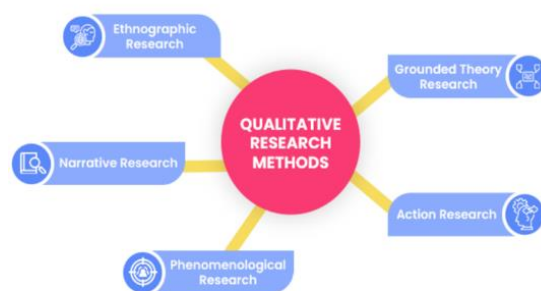 Ethnographic
Research
Grounded Theory
Research
QUALITATIVE
RESEARCH
METHODS
Narrative Research
Action Research
Phenomenological
Research